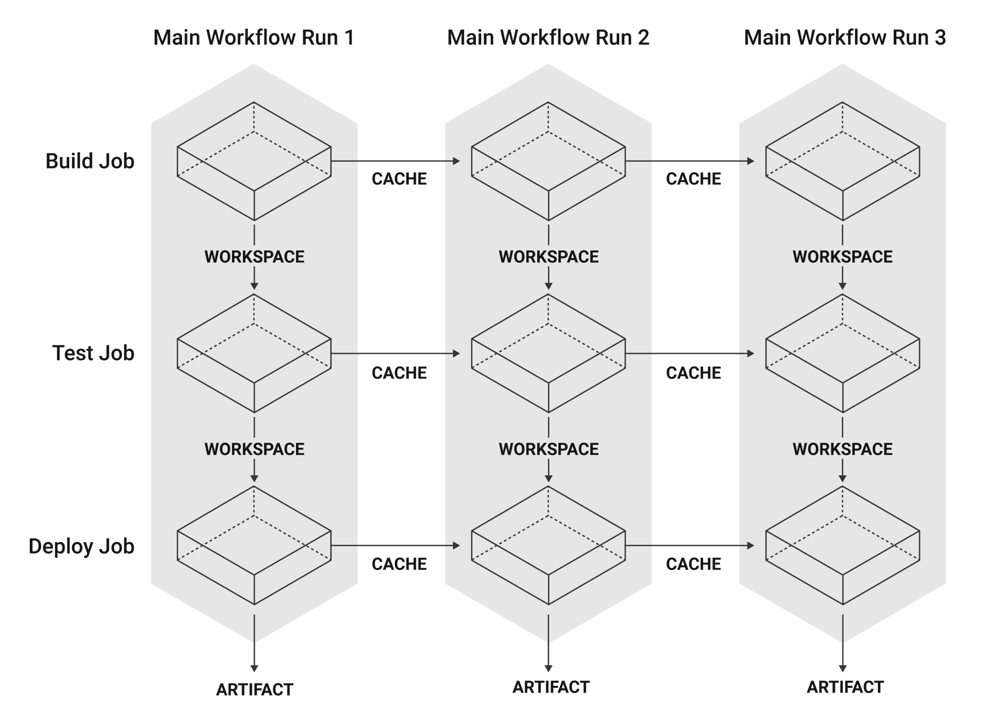 Main Workflow Run 1
Main Workflow Run 2
Main Workflow Run 3
Build Job
CACHE
CACHE
WORKSPACE
WORKSPACE
WORKSPACE
Test Job
CACHE
CACHE
WORKSPACE
WORKSPACE
WORKSPACE
Deploy Job
CACHE
CACHE
ARTIFACT
ARTIFACT
ARTIFACT